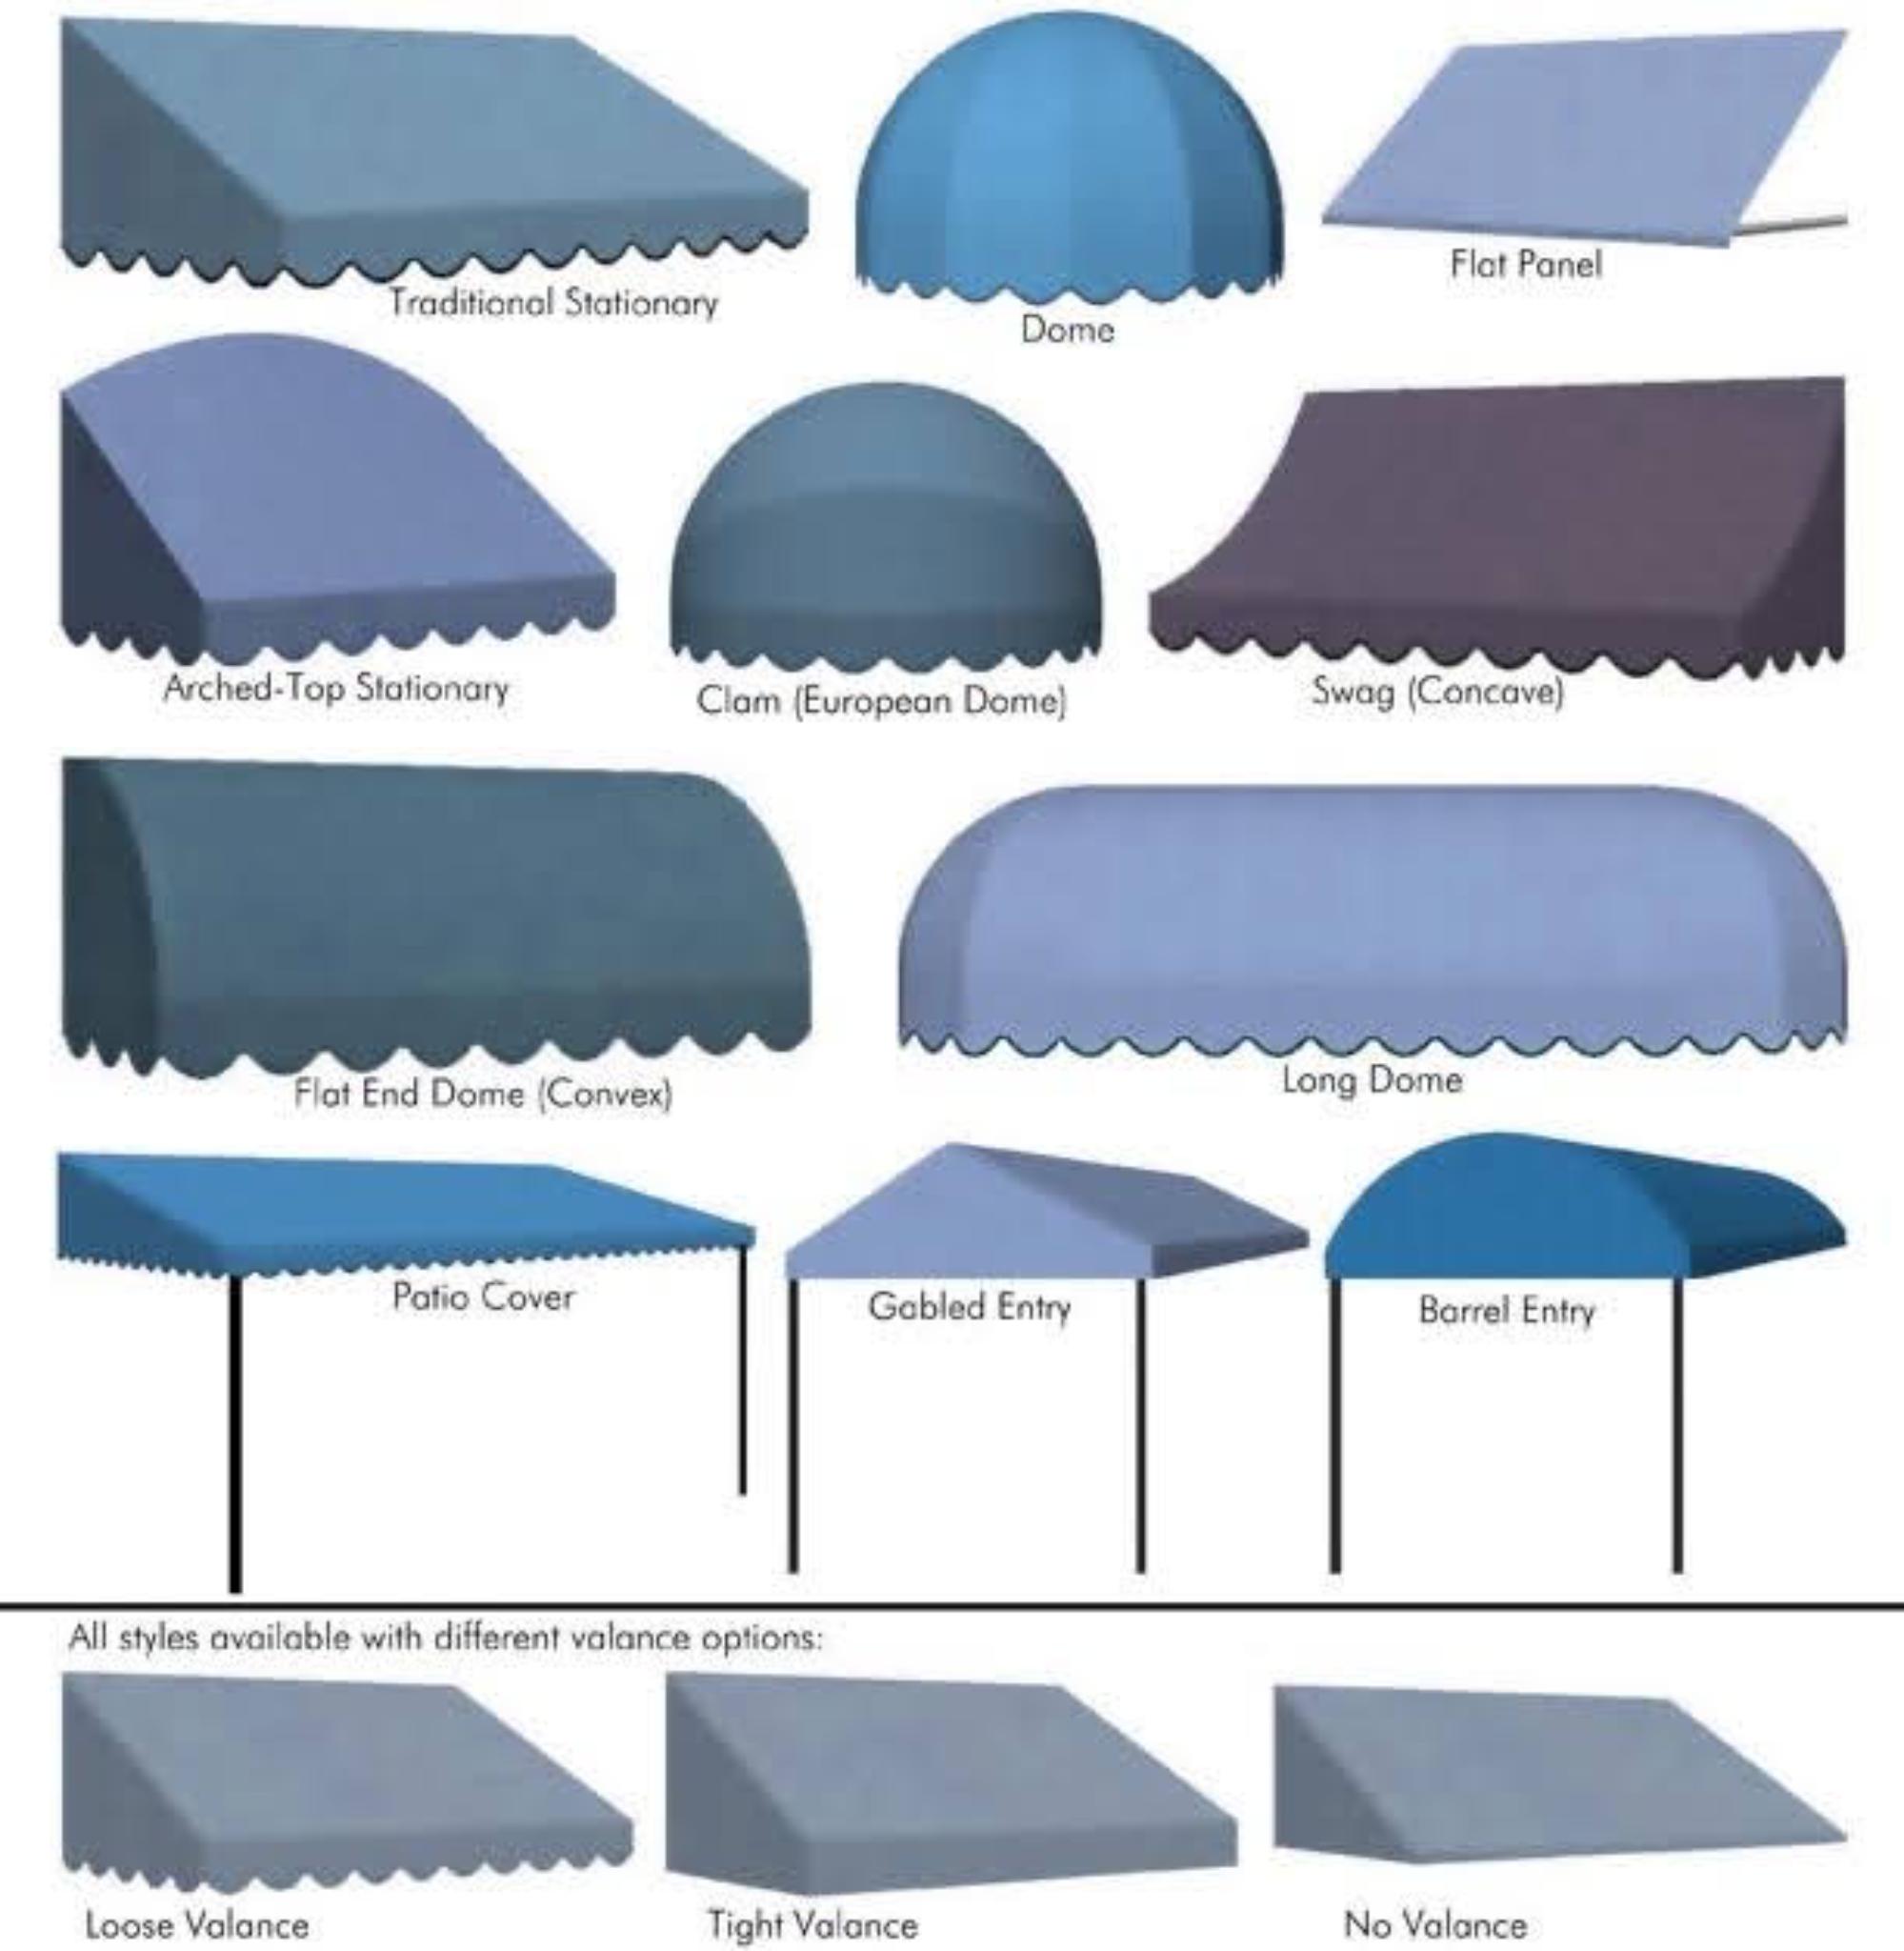 Traditional Stationary
Dome
Flat Panel
Arched-Top Stationary
Clam (European Dome)
Swag (Concave)
Flat End Dome (Convex)
Long Dome
Patio Cover
Gabled Entry
Barrel Entry
All styles available with different valance options:
Loose Valance
Tight Valance
No Valance